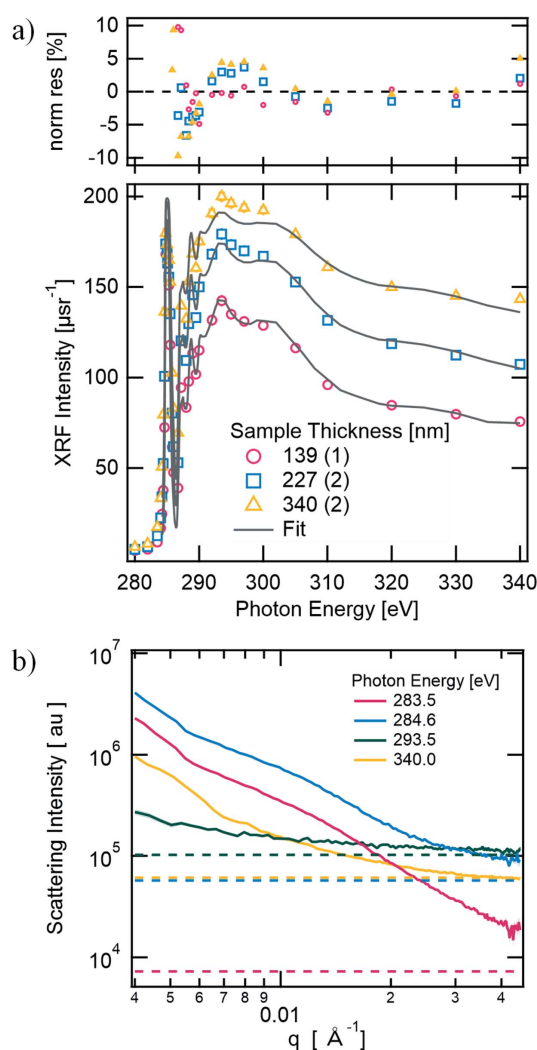 a)
norm res [%]
10
5
0
-5
-10
XRF Intensity [µsr⁻¹]
200
150
100
50
Sample Thickness [nm]
139 (1)
227 (2)
340 (2)
Fit
280 290 300 310 320 330 340
Photon Energy [eV]
b)
Scattering Intensity [ au]
10⁷
10⁶
10⁵
10⁴
Photon Energy [eV]
283.5
284.6
293.5
340.0
4 5 6 7 8 9 2 3 4
0.01
q [ Å⁻¹]